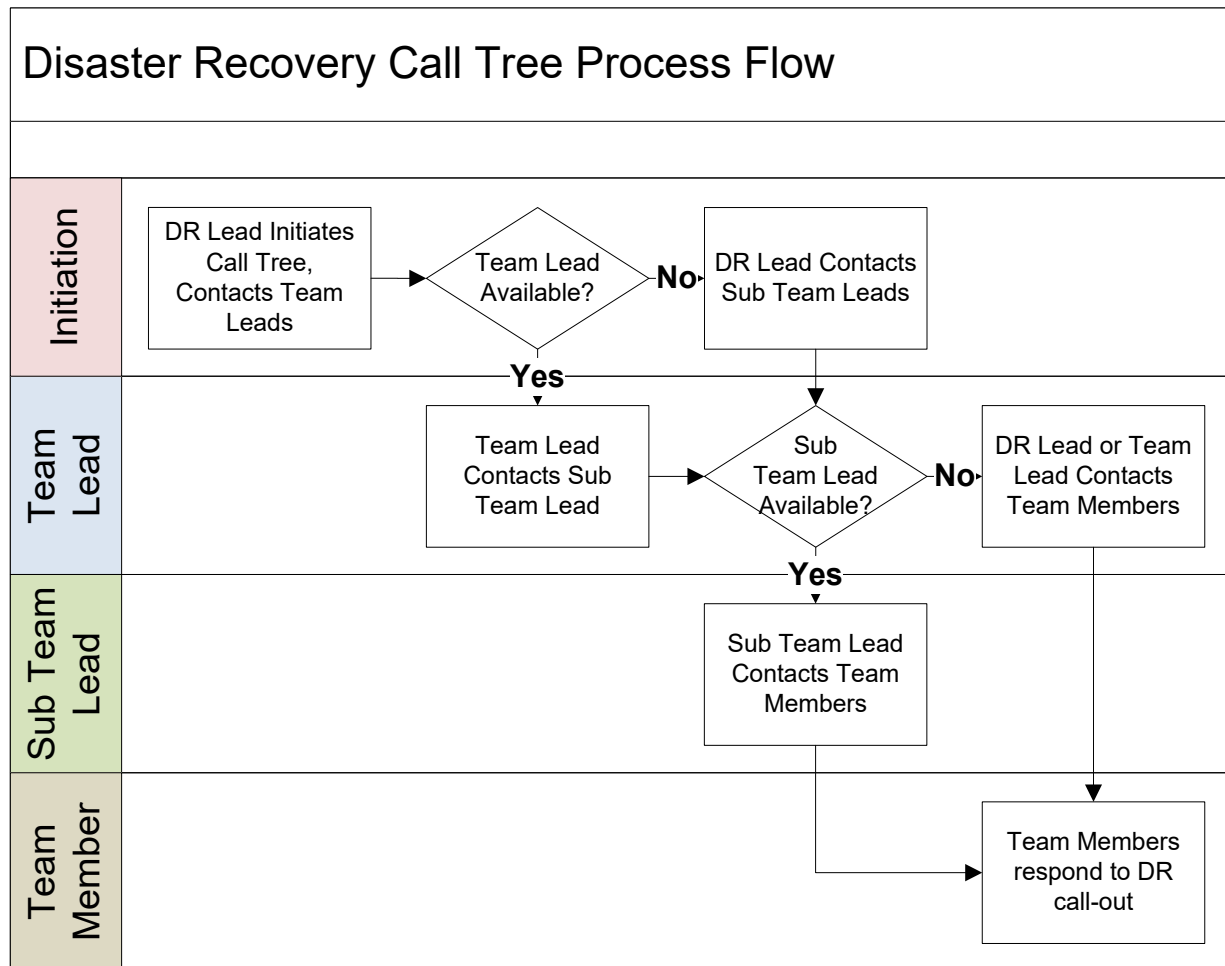 Disaster Recovery Call Tree Process Flow
Initiation
DR Lead Initiates
Call Tree,
Contacts Team
Leads
Team Lead
Available?
No
DR Lead Contacts
Sub Team Leads
Yes
Team
Lead
Team Lead
Contacts Sub
Team Lead
Sub
Team Lead
Available?
No
DR Lead or Team
Lead Contacts
Team Members
Yes
Sub Team
Lead
Sub Team Lead
Contacts Team
Members
Team
Member
Team Members
respond to DR
call-out